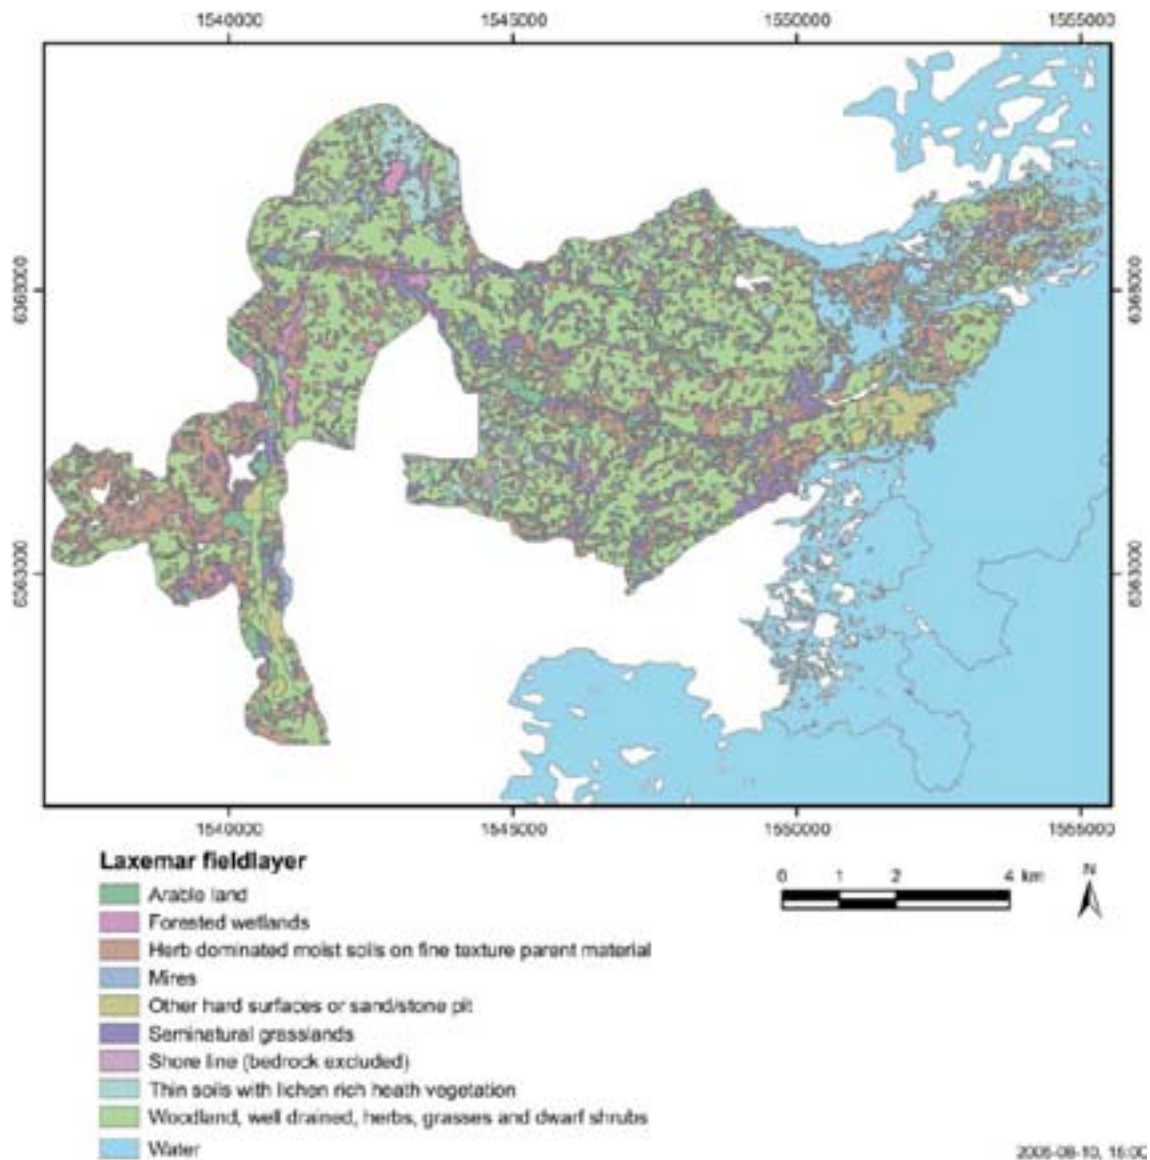 1540000 1545000 1550000 1555000
6368000 6368000
6363000 6363000
1540000 1545000 1550000 1555000
Laxemar fieldlayer
Arable land
Forested wetlands
Herb dominated moist soils on fine texture parent material
Mires
Other hard surfaces or sand/stone pit
Seminatural grasslands
Shore line (bedrock excluded)
Thin soils with lichen rich heath vegetation
Woodland, well drained, herbs, grasses and dwarf shrubs
Water
0 1 2 4 km
N